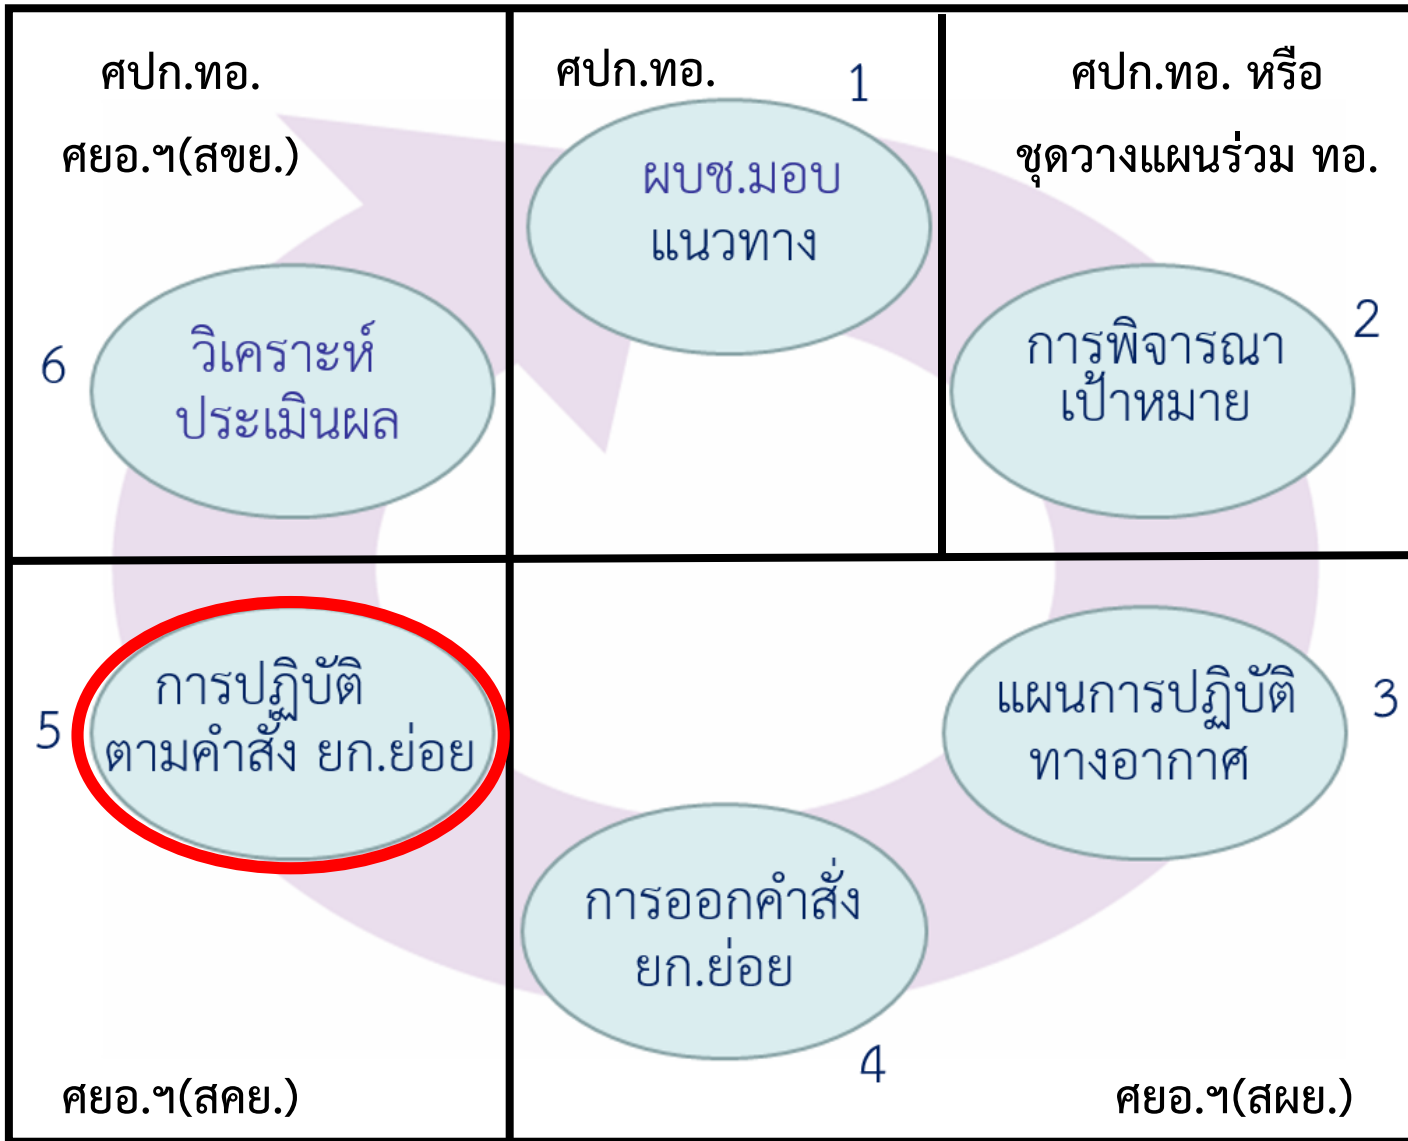 ศปก.ทอ.
ศยอ.ฯ(สขย.)
ศปก.ทอ.
1
ศปก.ทอ. หรือ
ชุดวางแผนร่วม ทอ.
ผบช.มอบ
แนวทาง
2
การพิจารณา
เป้าหมาย
6
วิเคราะห์
ประเมินผล
3
แผนการปฏิบัติ
ทางอากาศ
5
การปฏิบัติ
ตามคำสั่ง ยก.ย่อย
การออกคำสั่ง
ยก.ย่อย
4
ศยอ.ฯ(สคย.)
ศยอ.ฯ(สผย.)